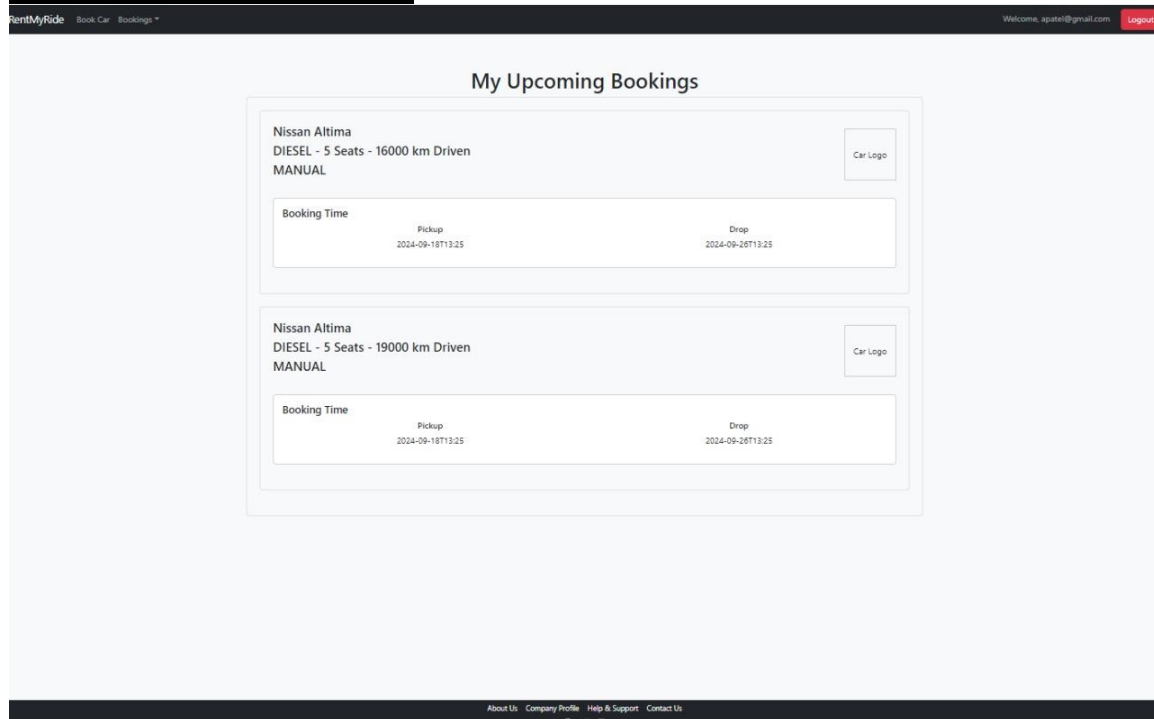 RentMyRide Book Car Bookings Welcome, apatel@gmail.com Logout
My Upcoming Bookings
Nissan Altima
DIESEL - 5 Seats - 16000 km Driven
MANUAL
Car Logo
Booking Time
Pickup Drop
2024-09-18T13:25 2024-09-26T13:25
Nissan Altima
DIESEL - 5 Seats - 19000 km Driven
MANUAL
Car Logo
Booking Time
Pickup Drop
2024-09-18T13:25 2024-09-26T13:25
About Us Company Profile Help & Support Contact Us